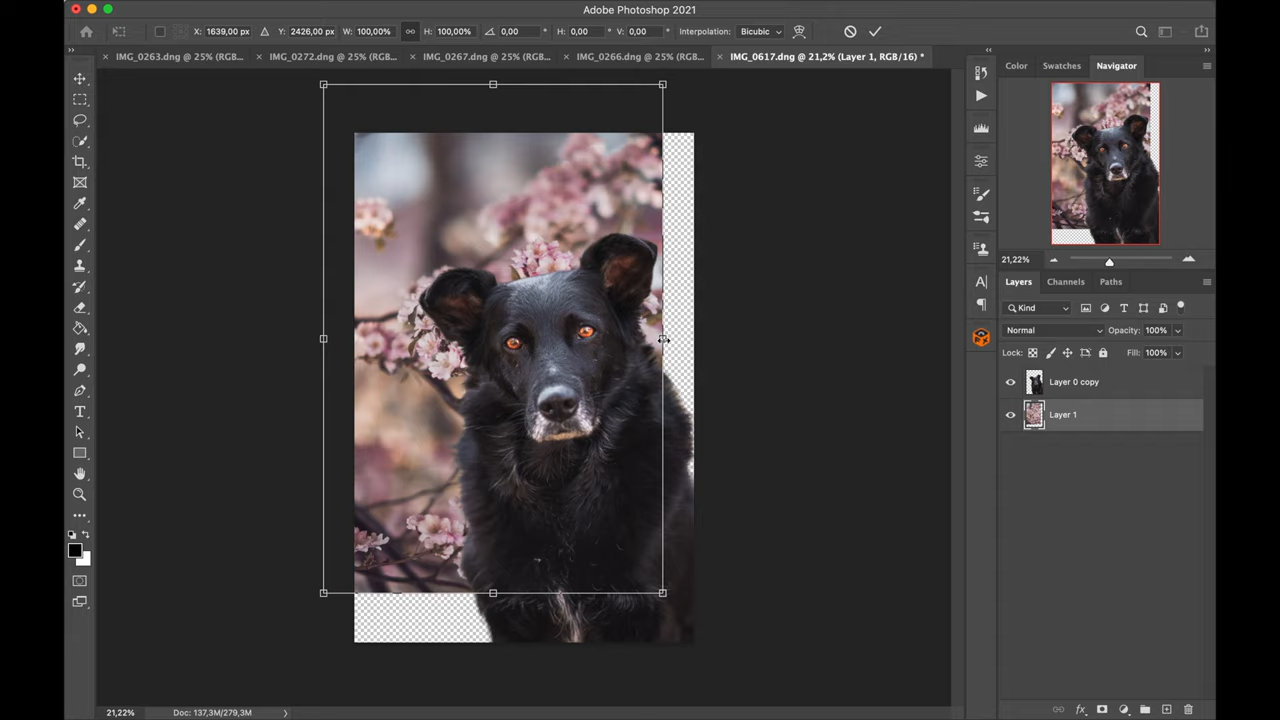 Adobe Photoshop 2021
X: 1639,00 px Y: 2426,00 px W: 100,00% H: 100,00% 0,00 ° H: 0,00 ° V: 0,00 ° Interpolation: Bicubic
IMG_0263.dng @ 25% (RGB... IMG_0272.dng @ 25% (RGB... IMG_0267.dng @ 25% (RGB... IMG_0266.dng @ 25% (RGB... IMG_0617.dng @ 21,2% (Layer 1, RGB/16) *
Color Swatches Navigator
21,22%
Layers Channels Paths
Kind
Normal Opacity: 100%
Lock: Fill: 100%
Layer 0 copy
Layer 1
21,22% Doc: 137,3M/279,3M